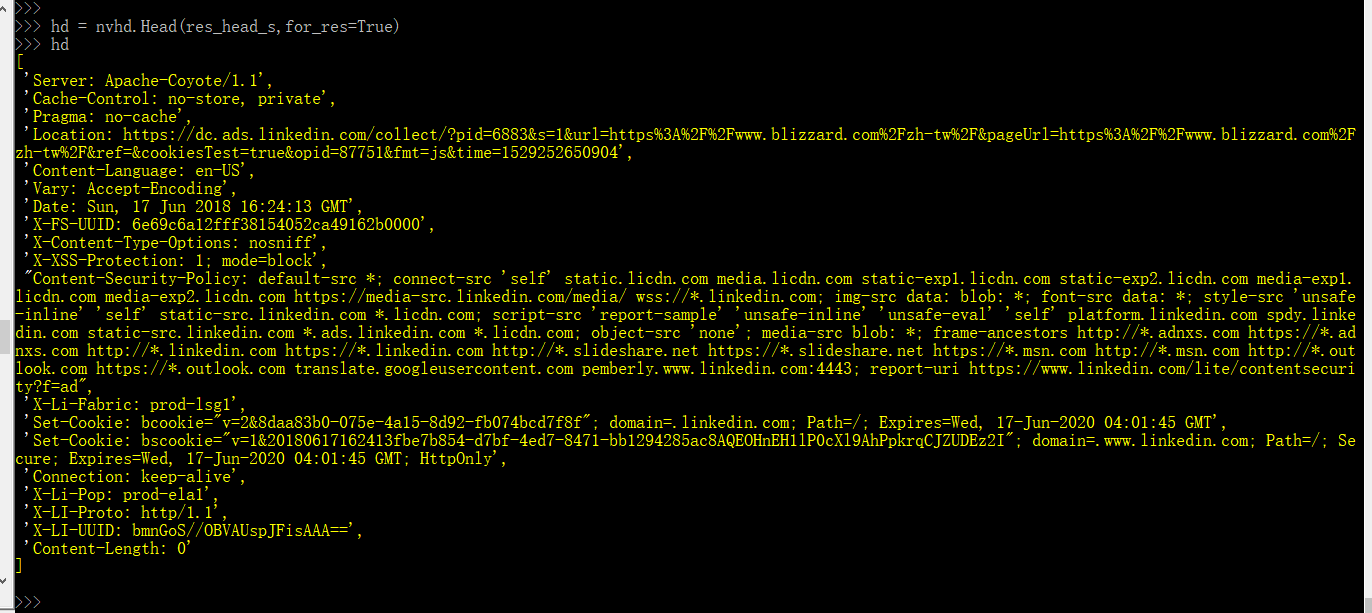 >>>
>>> hd = nvhd.Head(res_head_s,for_res=True)
>>> hd
[
 'Server: Apache-Coyote/1.1',
 'Cache-Control: no-store, private',
 'Pragma: no-cache',
 'Location: https://dc.ads.linkedin.com/collect/?pid=6883&s=1&url=https%3A%2F%2Fwww.blizzard.com%2Fzh-tw%2F&pageUrl=https%3A%2F%2Fwww.blizzard.com%2F
zh-tw%2F&ref=&cookiesTest=true&opid=87751&fmt=js&time=1529252650904',
 'Content-Language: en-US',
 'Vary: Accept-Encoding',
 'Date: Sun, 17 Jun 2018 16:24:13 GMT',
 'X-FS-UUID: 6e69c6a12fff38154052ca49162b0000',
 'X-Content-Type-Options: nosniff',
 'X-XSS-Protection: 1; mode=block',
 "Content-Security-Policy: default-src *; connect-src 'self' static.licdn.com media.licdn.com static-exp1.licdn.com static-exp2.licdn.com media-exp1.
licdn.com media-exp2.licdn.com https://media-src.linkedin.com/media/ wss://*.linkedin.com; img-src data: blob: *; font-src data: *; style-src 'unsafe
-inline' 'self' static-src.linkedin.com *.licdn.com; script-src 'report-sample' 'unsafe-inline' 'unsafe-eval' 'self' platform.linkedin.com spdy.linke
din.com static-src.linkedin.com *.ads.linkedin.com *.licdn.com; object-src 'none'; media-src blob: *; frame-ancestors http://*.adnxs.com https://*.ad
nxs.com http://*.linkedin.com https://*.linkedin.com http://*.slideshare.net https://*.slideshare.net https://*.msn.com http://*.msn.com http://*.out
look.com https://*.outlook.com translate.googleusercontent.com pemberly.www.linkedin.com:4443; report-uri https://www.linkedin.com/lite/contentsecuri
ty?f=ad",
 'X-Li-Fabric: prod-lsg1',
 'Set-Cookie: bcookie="v=2&8daa83b0-075e-4a15-8d92-fb074bcd7f8f"; domain=.linkedin.com; Path=/; Expires=Wed, 17-Jun-2020 04:01:45 GMT',
 'Set-Cookie: bscookie="v=1&20180617162413fbe7b854-d7bf-4ed7-8471-bb1294285ac8AQEOHnEH1lP0cXl9AhPpkrqCJZUDEz2I"; domain=.www.linkedin.com; Path=/; Se
cure; Expires=Wed, 17-Jun-2020 04:01:45 GMT; HttpOnly',
 'Connection: keep-alive',
 'X-Li-Pop: prod-ela1',
 'X-LI-Proto: http/1.1',
 'X-LI-UUID: bmnGoS//OBVAUspJFisAAA==',
 'Content-Length: 0'
]
>>>